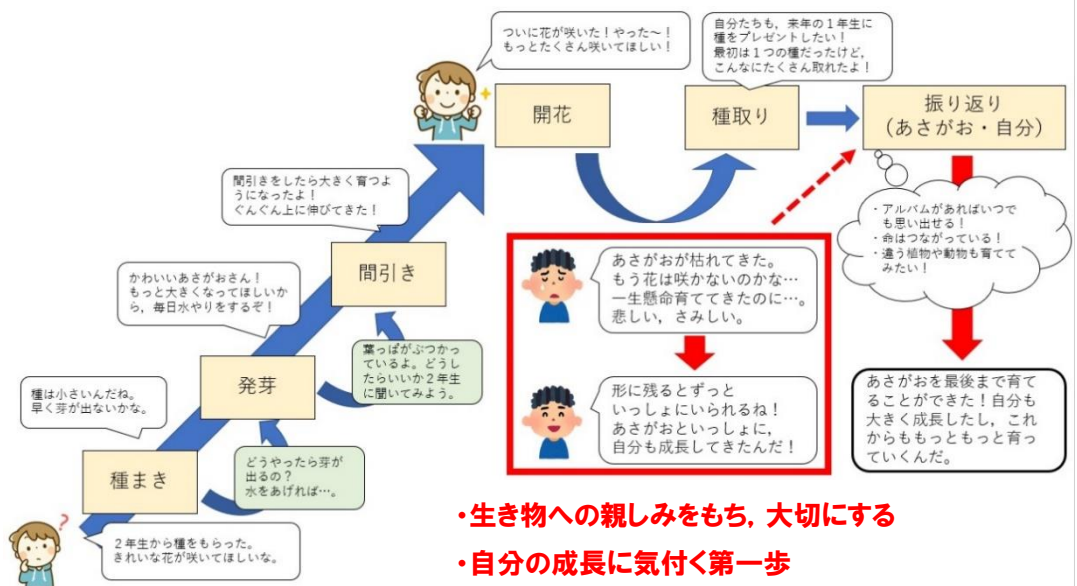 ついに花が咲いた！やった～！
もっとたくさん咲いてほしい！
自分たちも，来年の１年生に
種をプレゼントしたい！
最初は１つの種だったけど，
こんなにたくさん取れたよ！
開花
種取り
振り返り
（あさがお・自分）
間引きをしたら大きく育つよ
うになったよ！
ぐんぐん上に伸びてきた！
・アルバムがあればいつで
も思い出せる！
・命はつながっている！
・違う植物や動物も育てて
みたい！
間引き
あさがおが枯れてきた。
もう花は咲かないのかな…
一生懸命育ててきたのに…。
悲しい，さみしい。
かわいいあさがおさん！
もっと大きくなってほしいか
ら，毎日水やりをするぞ！
葉っぱがぶつかっ
ているよ。どうし
たらいいか２年生
に聞いてみよう。
発芽
種は小さいんだね。
早く芽が出ないかな。
形に残るとずっと
いっしょにいられるね！
あさがおといっしょに，
自分も成長してきたんだ！
あさがおを最後まで育て
ることができた！自分も
大きく成長したし，これ
からももっともっと育っ
ていくんだ。
どうやったら芽が
出るの？
水をあげれば…。
種まき
２年生から種をもらった。
きれいな花が咲いてほしいな。
?
・生き物への親しみをもち，大切にする
・自分の成長に気付く第一歩